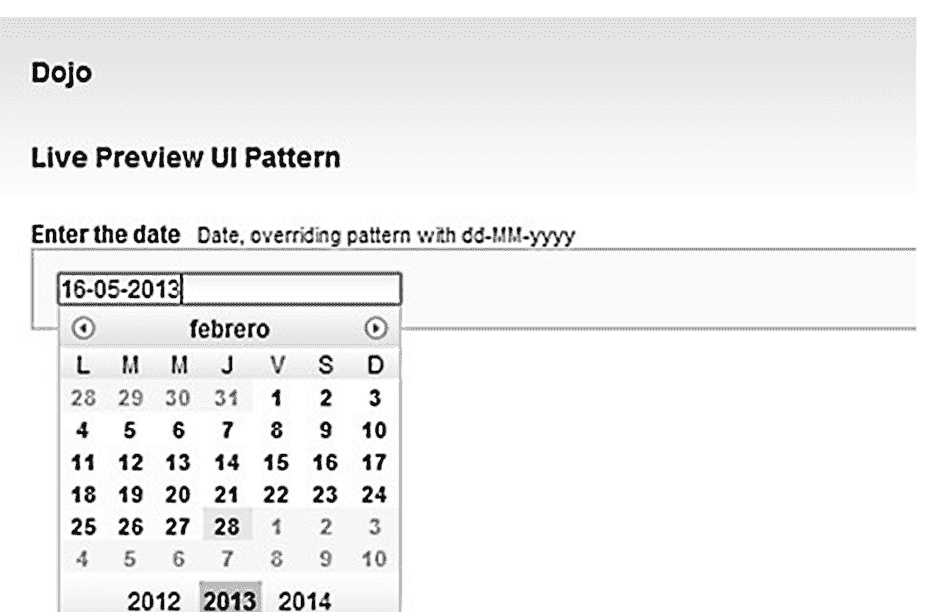 Dojo
Live Preview UI Pattern
Enter the date Date, overriding pattern with dd-MM-yyyy
16-05-2013
febrero
L M M J V S D
28 29 30 31 1 2 3
4 5 6 7 8 9 10
11 12 13 14 15 16 17
18 19 20 21 22 23 24
25 26 27 28 1 2 3
4 5 6 7 8 9 10
2012 2013 2014